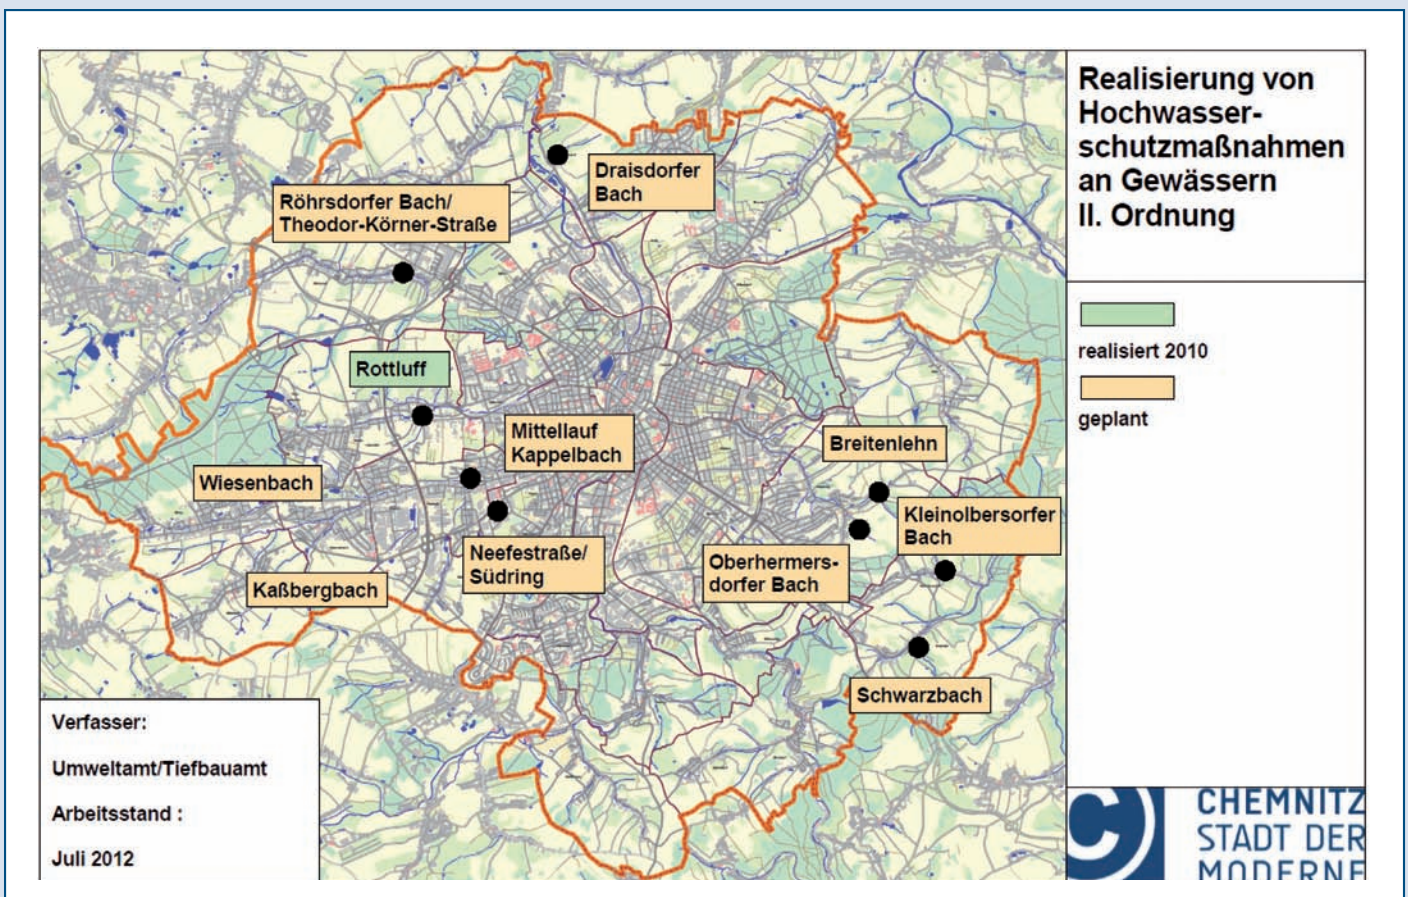 Realisierung von
Hochwasser-
schutzmaßnahmen
an Gewässern
II. Ordnung
realisiert 2010
geplant
Draisdorfer
Bach
Röhrsdorfer Bach/
Theodor-Körner-Straße
Rottluff
Mittellauf
Kappelbach
Breitenlehn
Wiesenbach
Kleinolbersorfer
Bach
Neefestraße/
Südring
Oberhermers-
dorfer Bach
Kaßbergbach
Schwarzbach
Verfasser:
Umweltamt/Tiefbauamt
Arbeitsstand :
Juli 2012
CHEMNITZ
STADT DER
MODERNE